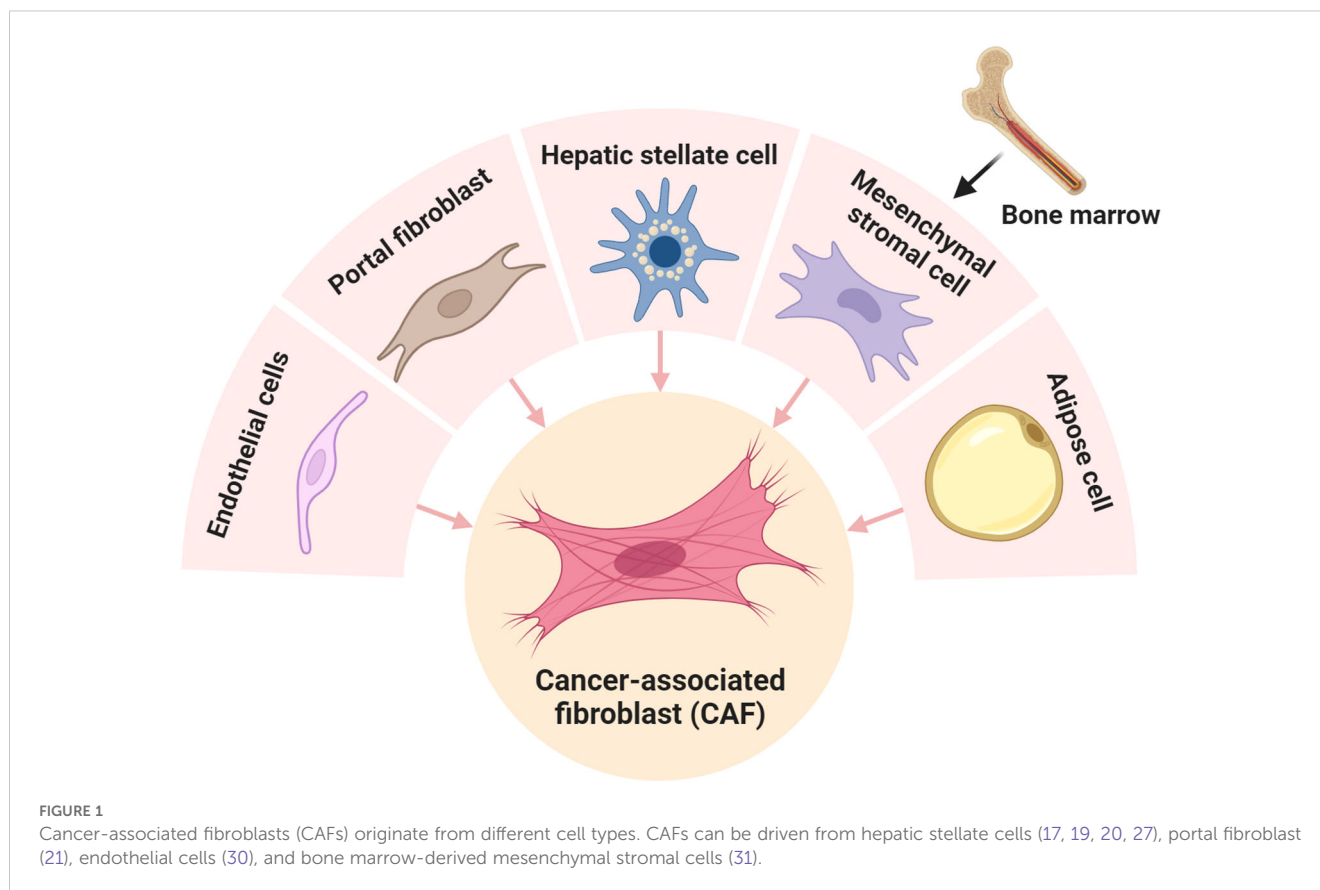 Hepatic stellate cell
Portal fibroblast
Mesenchymal
stromal cell
Bone marrow
Endothelial cells
Adipose cell
Cancer-associated
fibroblast (CAF)
FIGURE 1
Cancer-associated fibroblasts (CAFs) originate from different cell types. CAFs can be driven from hepatic stellate cells (17, 19, 20, 27), portal fibroblast
(21), endothelial cells (30), and bone marrow-derived mesenchymal stromal cells (31).